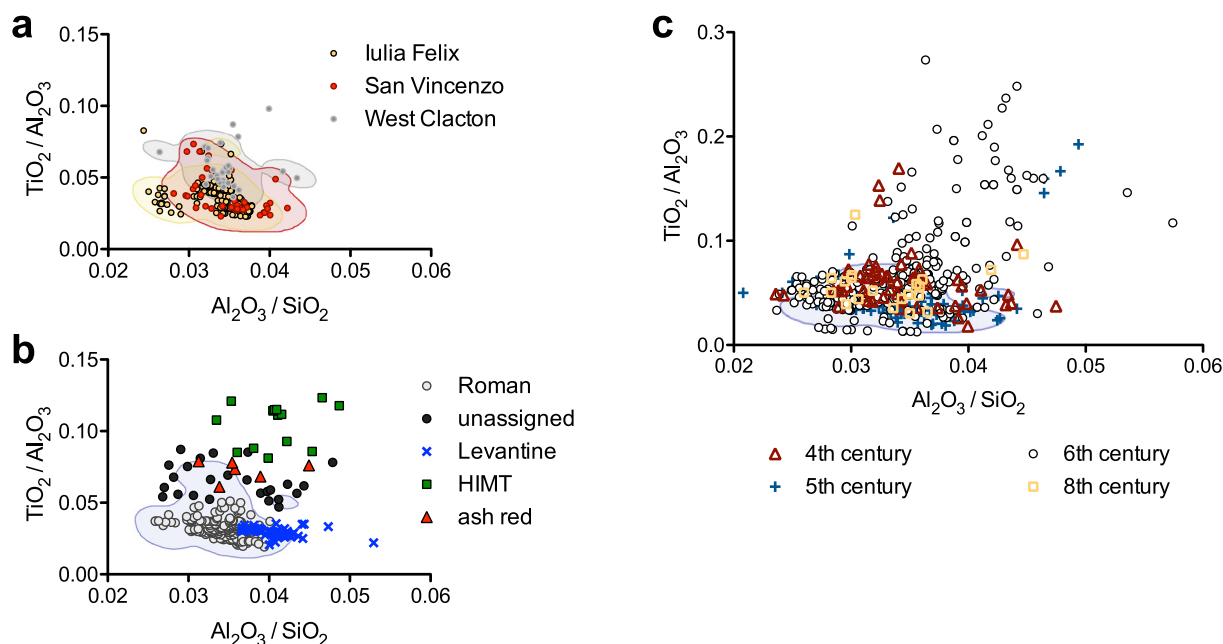 a
0.15
0.10
0.05
0.00
TiO₂ / Al₂O₃
0.02 0.03 0.04 0.05 0.06
Al₂O₃ / SiO₂
Iulia Felix
San Vincenzo
West Clacton
b
0.15
0.10
0.05
0.00
TiO₂ / Al₂O₃
0.02 0.03 0.04 0.05 0.06
Al₂O₃ / SiO₂
Roman
unassigned
Levantine
HIMT
ash red
c
0.3
0.2
0.1
0.0
TiO₂ / Al₂O₃
0.02 0.03 0.04 0.05 0.06
Al₂O₃ / SiO₂
4th century 6th century
5th century 8th century